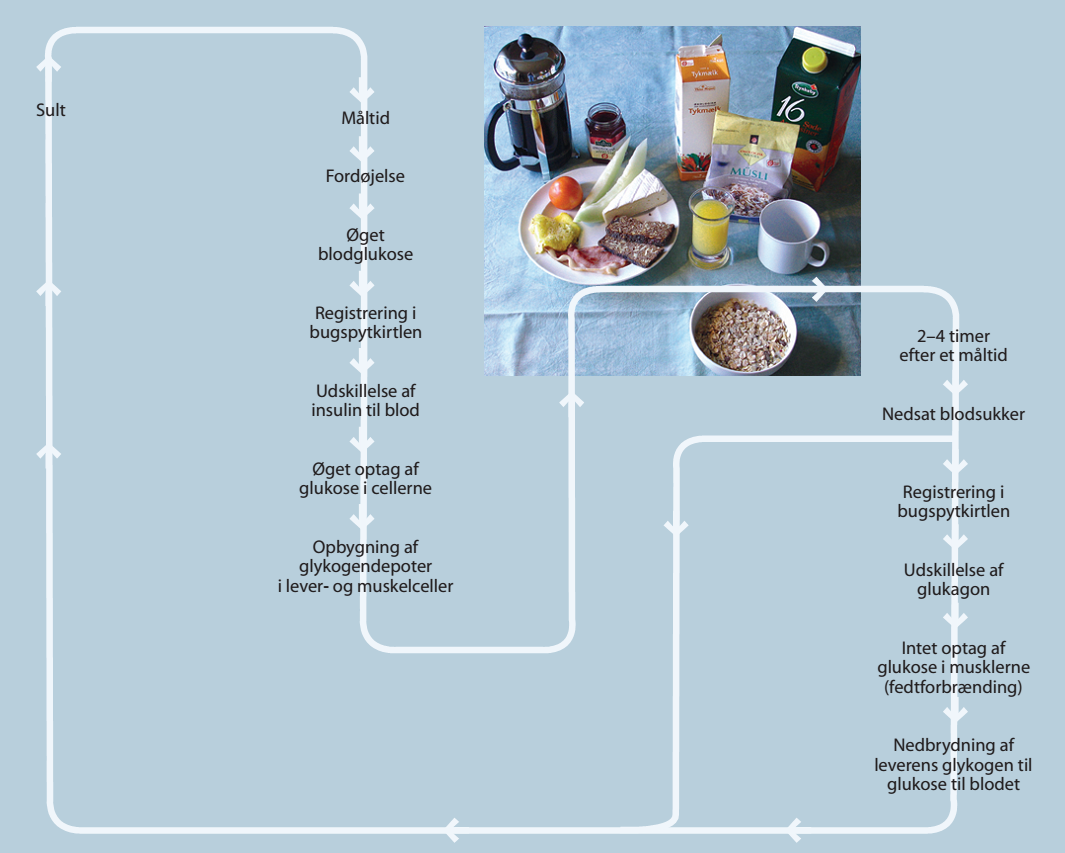 Sult
Måltid
Fordøjelse
Øget
blodglukose
Registrering i
bugspytkirtlen
Udskillelse af
insulin til blod
Øget optag af
glukose i cellerne
Opbygning af
glykogendepoter
i lever- og muskelceller
Tykmælk
Tykmælk
Rynkeby
16
MÜSLI
2–4 timer
efter et måltid
Nedsat blodsukker
Registrering i
bugspytkirtlen
Udskillelse af
glukagon
Intet optag af
glukose i musklerne
(fedtforbrænding)
Nedbrydning af
leverens glykogen til
glukose til blodet